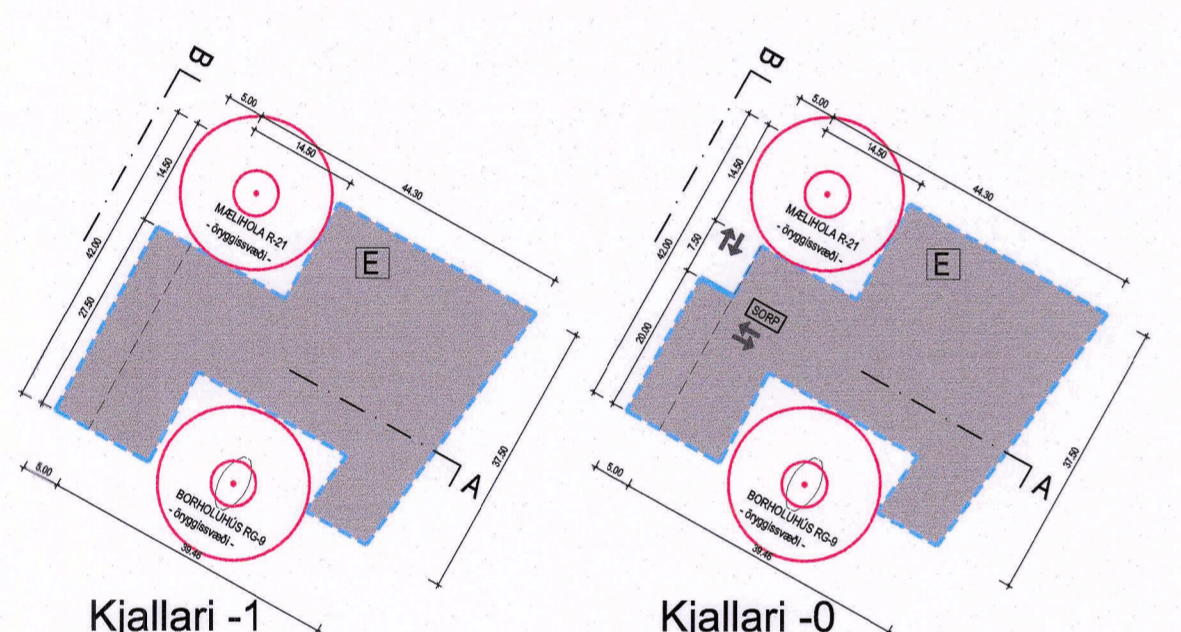 B
5.00
14.50
44.30
14.50
42.00
27.50
MÆLIHOLA R-21
- öryggissvæði -
E
37.50
A
5.00
BORHOLUHÚS RG-9
- öryggissvæði -
39.46
Kjallari -1
B
5.00
14.50
44.30
14.50
7.50
42.00
20.00
MÆLIHOLA R-21
- öryggissvæði -
E
SORP
37.50
A
5.00
BORHOLUHÚS RG-9
- öryggissvæði -
39.46
Kjallari -0